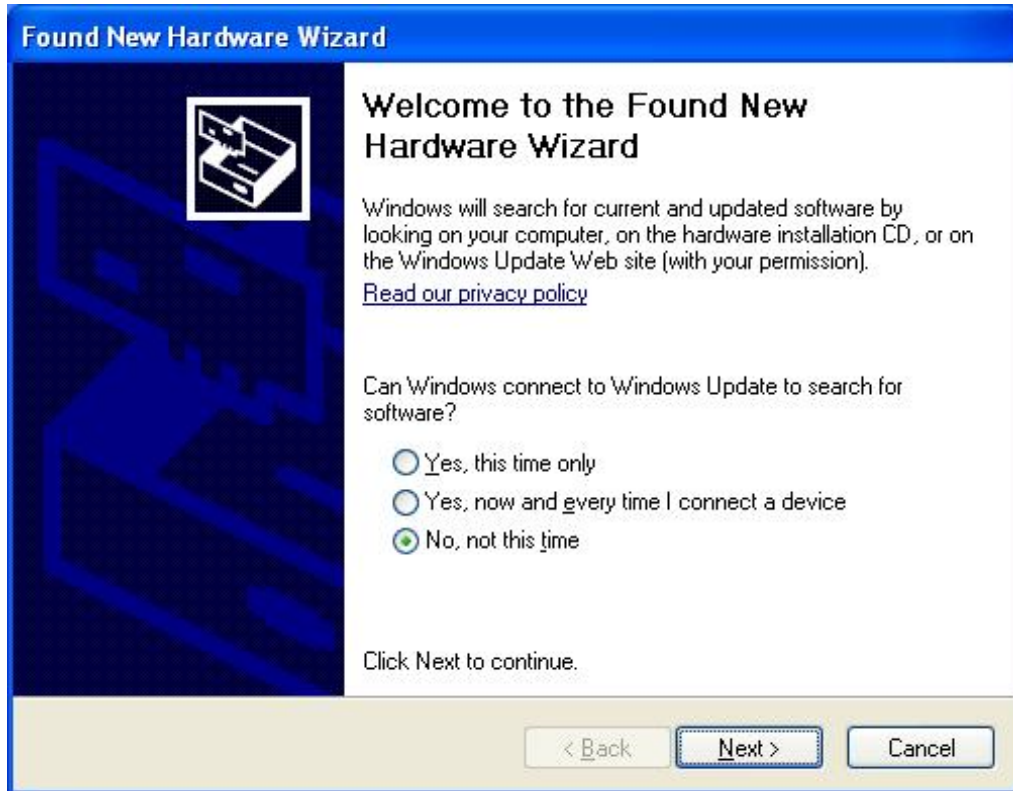 Found New Hardware Wizard
Welcome to the Found New
Hardware Wizard
Windows will search for current and updated software by
looking on your computer, on the hardware installation CD, or on
the Windows Update Web site (with your permission).
Read our privacy policy
Can Windows connect to Windows Update to search for
software?
Yes, this time only
Yes, now and every time I connect a device
No, not this time
Click Next to continue.
< Back Next > Cancel